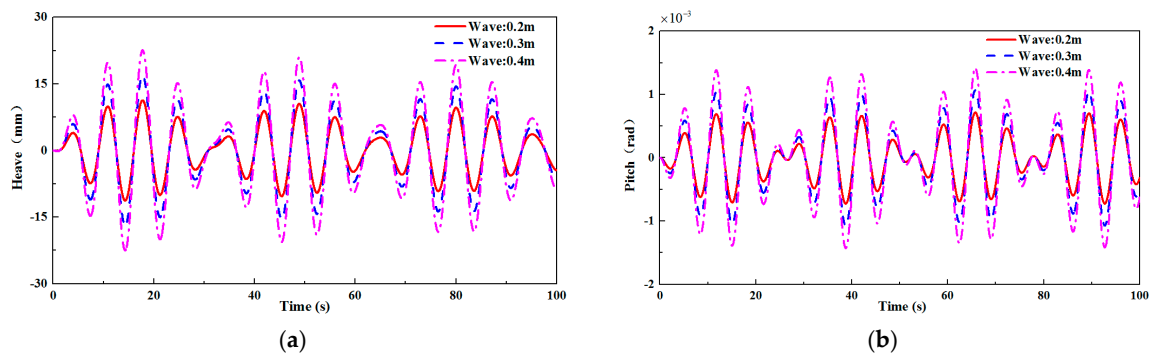 ×10⁻³
30
15
0
-15
-30
Heave（mm）
Wave:0.2m
Wave:0.3m
Wave:0.4m
0 20 40 60 80 100
Time (s)
(a)
2
1
0
-1
-2
Pitch（rad）
Wave:0.2m
Wave:0.3m
Wave:0.4m
0 20 40 60 80 100
Time (s)
(b)